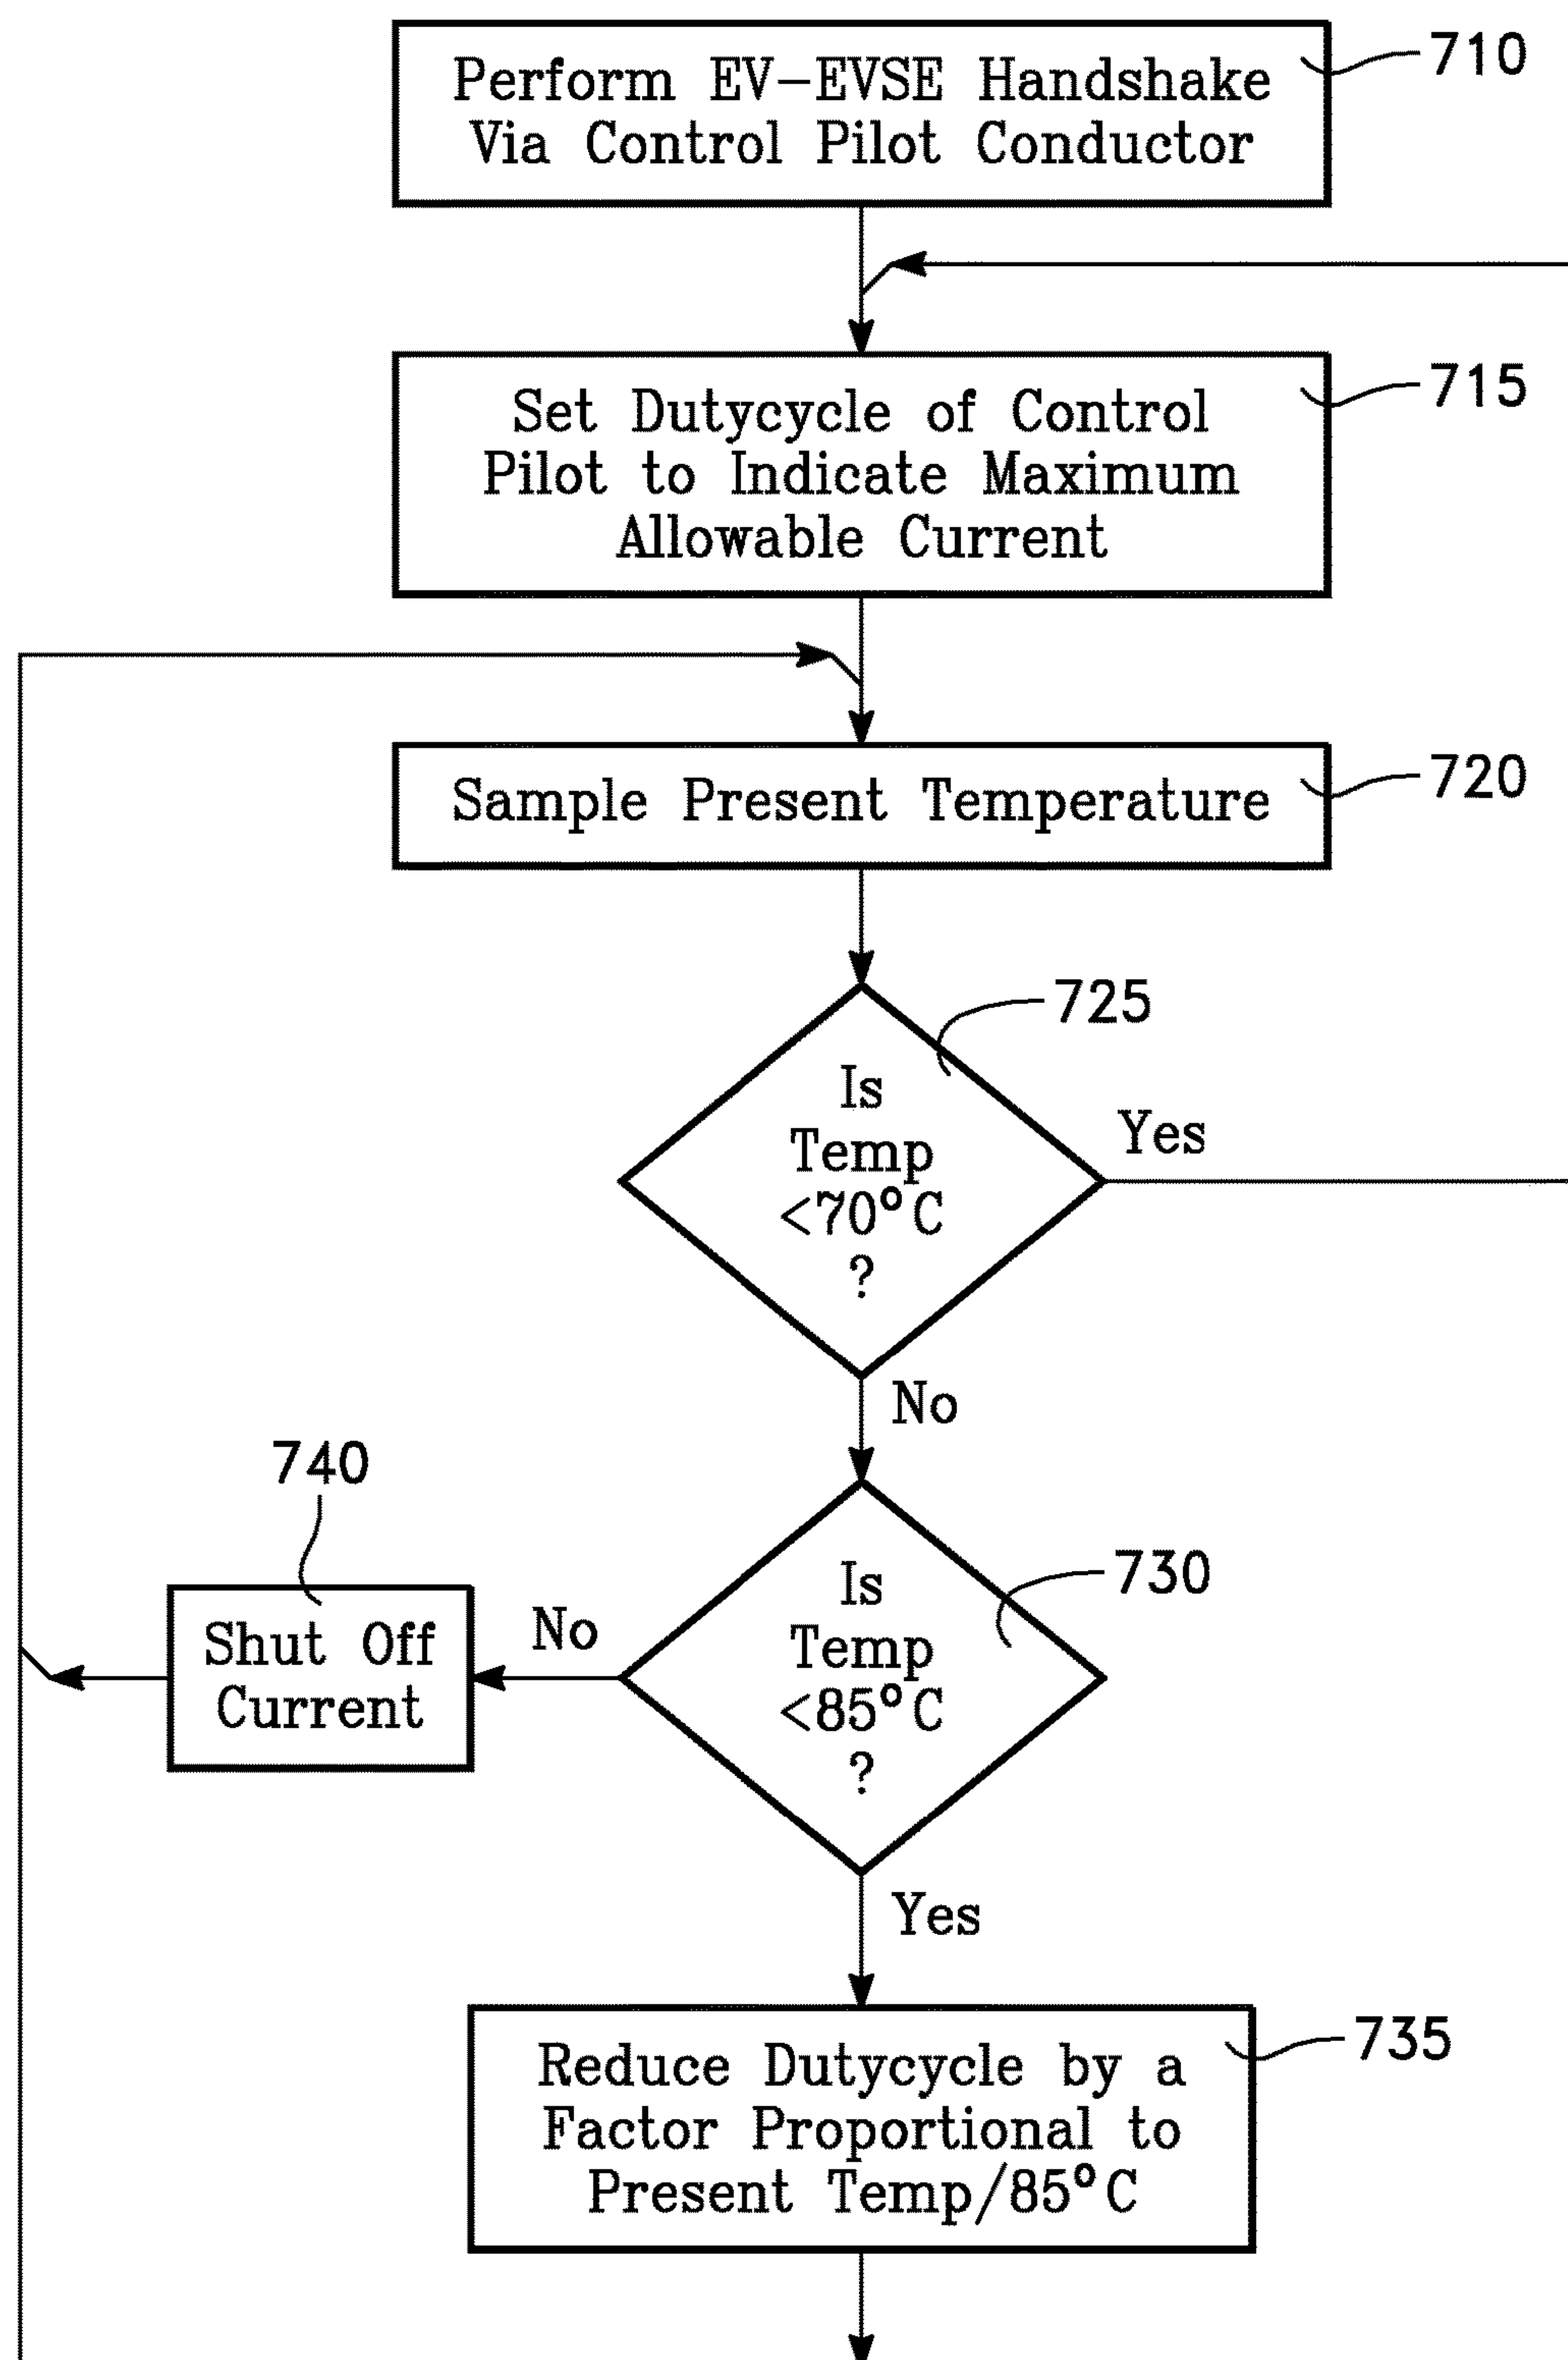 Perform EV-EVSE Handshake
Via Control Pilot Conductor
710
Set Dutycycle of Control
Pilot to Indicate Maximum
Allowable Current
715
Sample Present Temperature
720
725
Is
Temp
<70°C
?
Yes
No
740
730
Is
Temp
<85°C
?
No
Shut Off
Current
Yes
735
Reduce Dutycycle by a
Factor Proportional to
Present Temp/85°C